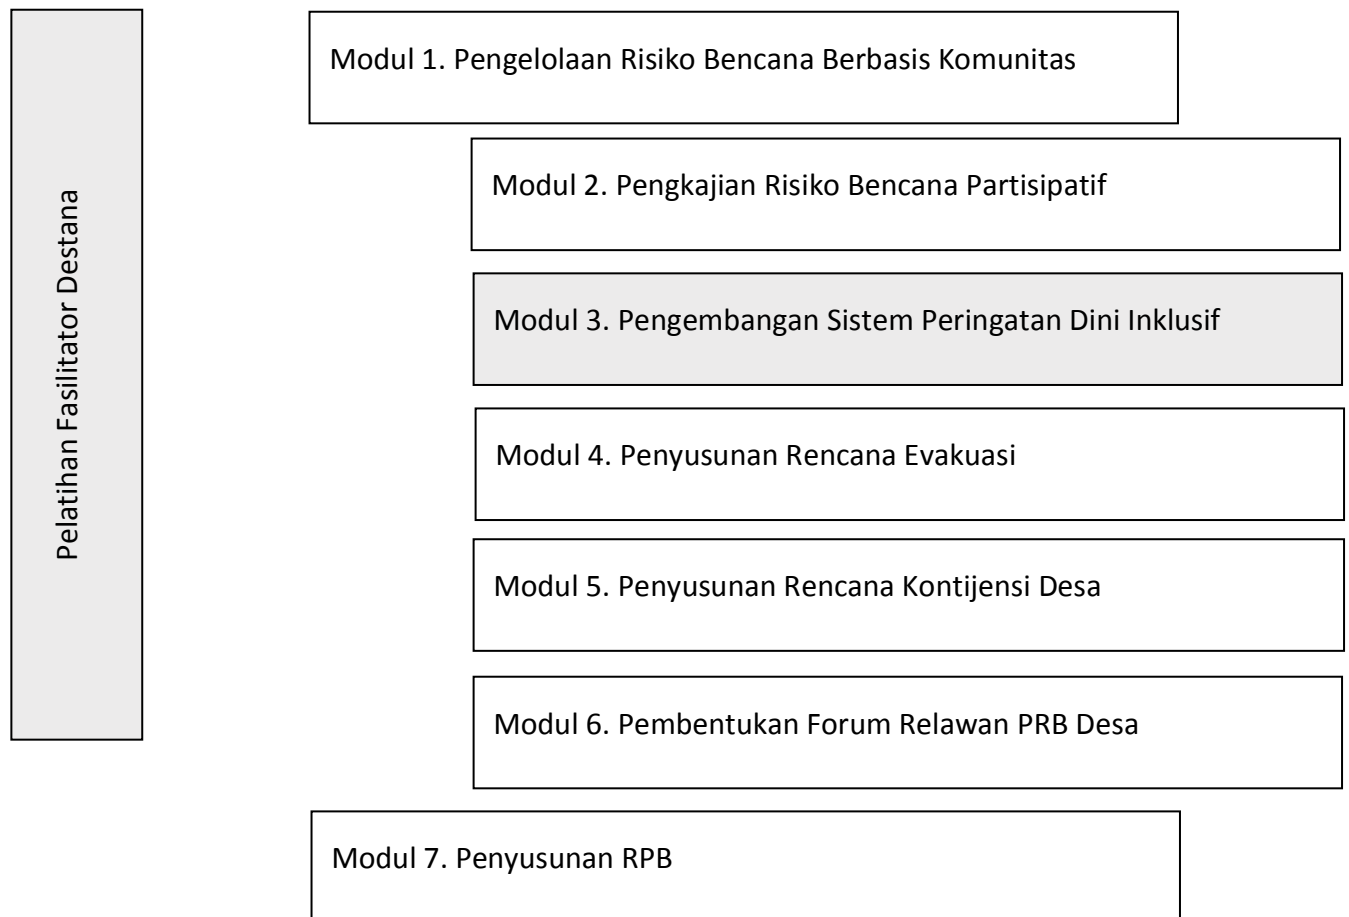 Pelatihan Fasilitator Destana
Modul 1. Pengelolaan Risiko Bencana Berbasis Komunitas
Modul 2. Pengkajian Risiko Bencana Partisipatif
Modul 3. Pengembangan Sistem Peringatan Dini Inklusif
Modul 4. Penyusunan Rencana Evakuasi
Modul 5. Penyusunan Rencana Kontijensi Desa
Modul 6. Pembentukan Forum Relawan PRB Desa
Modul 7. Penyusunan RPB